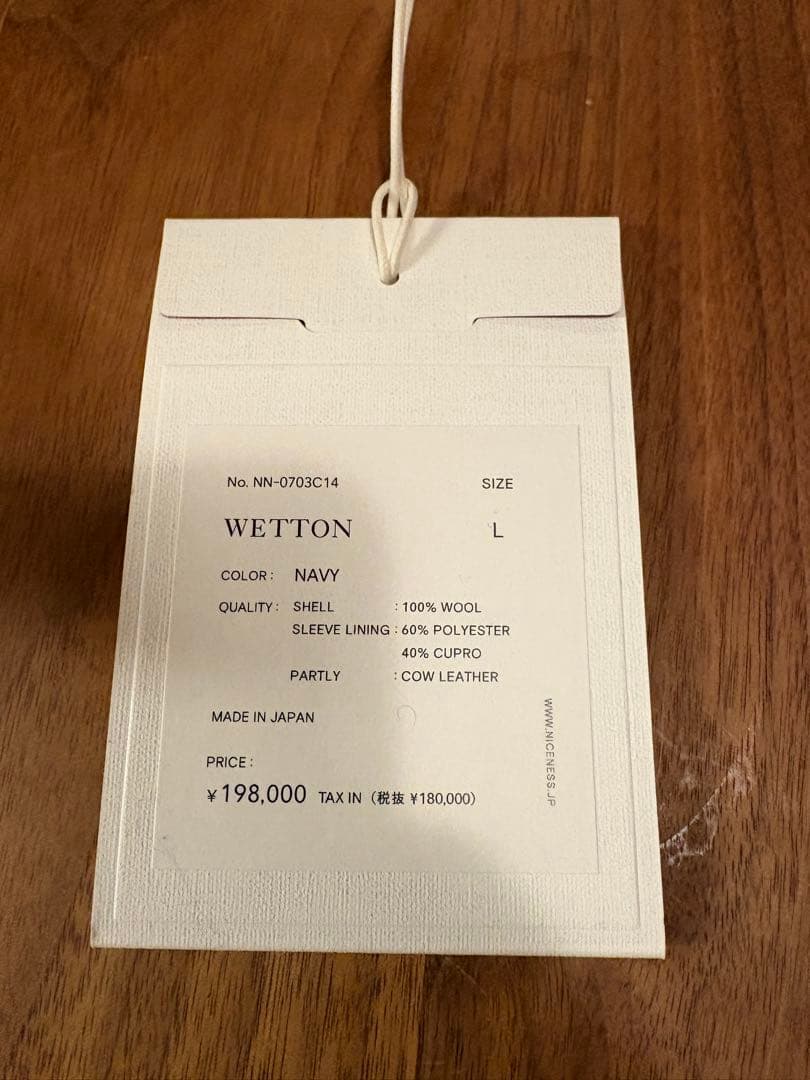 No. NN-0703C14 SIZE
WETTON L
COLOR: NAVY
QUALITY: SHELL : 100% WOOL
SLEEVE LINING : 60% POLYESTER
40% CUPRO
PARTLY : COW LEATHER
MADE IN JAPAN
PRICE:
¥198,000 TAX IN (税抜 ¥180,000)
WWW.NICENESS.JP